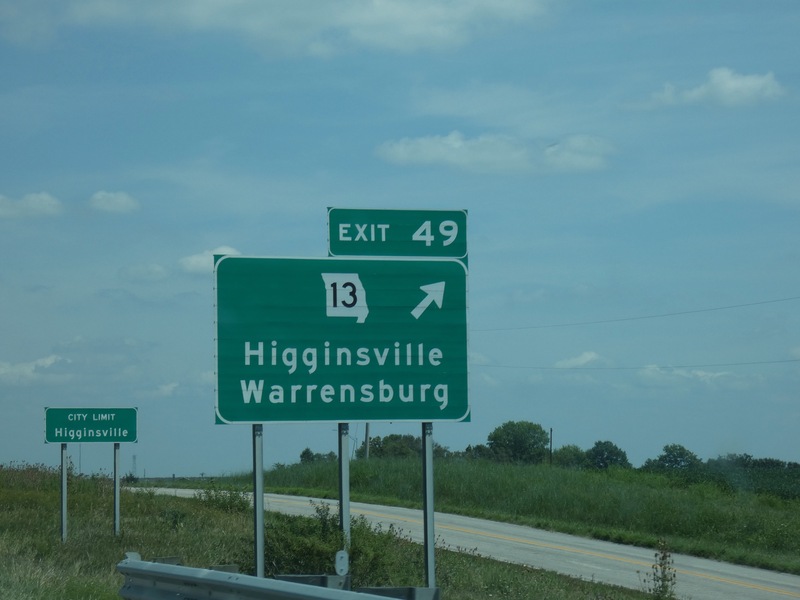 EXIT 49
13
Higginsville
Warrensburg
CITY LIMIT
Higginsville